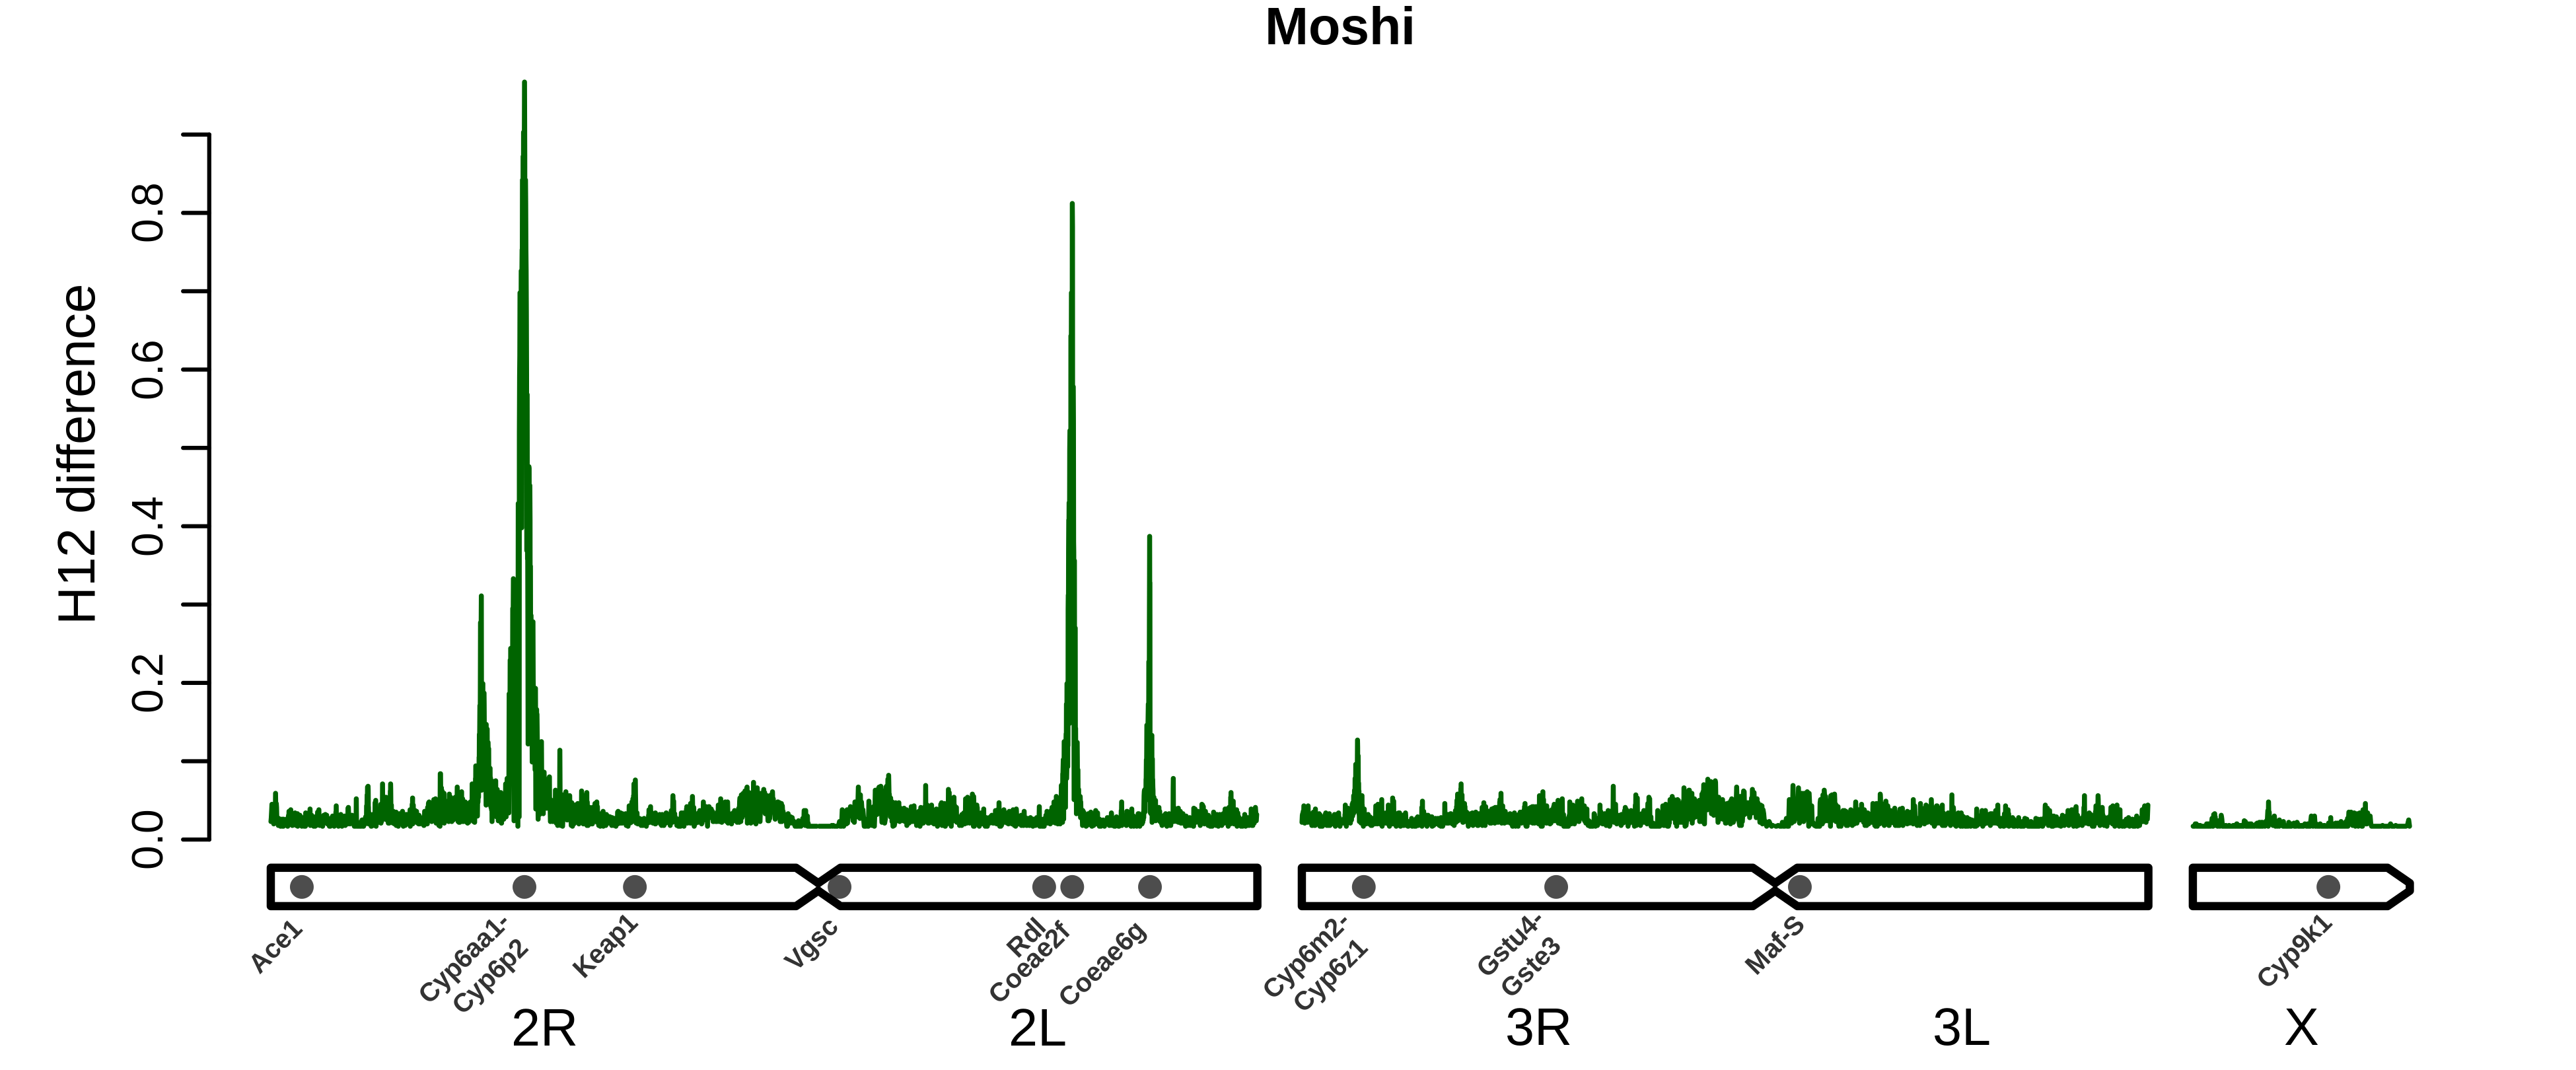 Moshi
H12 difference
0.8
0.6
0.4
0.2
0.0
Ace1
Cyp6aa1-
Cyp6p2
Keap1
Vgsc
Rdl
Coeae2f
Coeae6g
Cyp6m2-
Cyp6z1
Gstu4-
Gste3
Maf-S
Cyp9k1
2R
2L
3R
3L
X